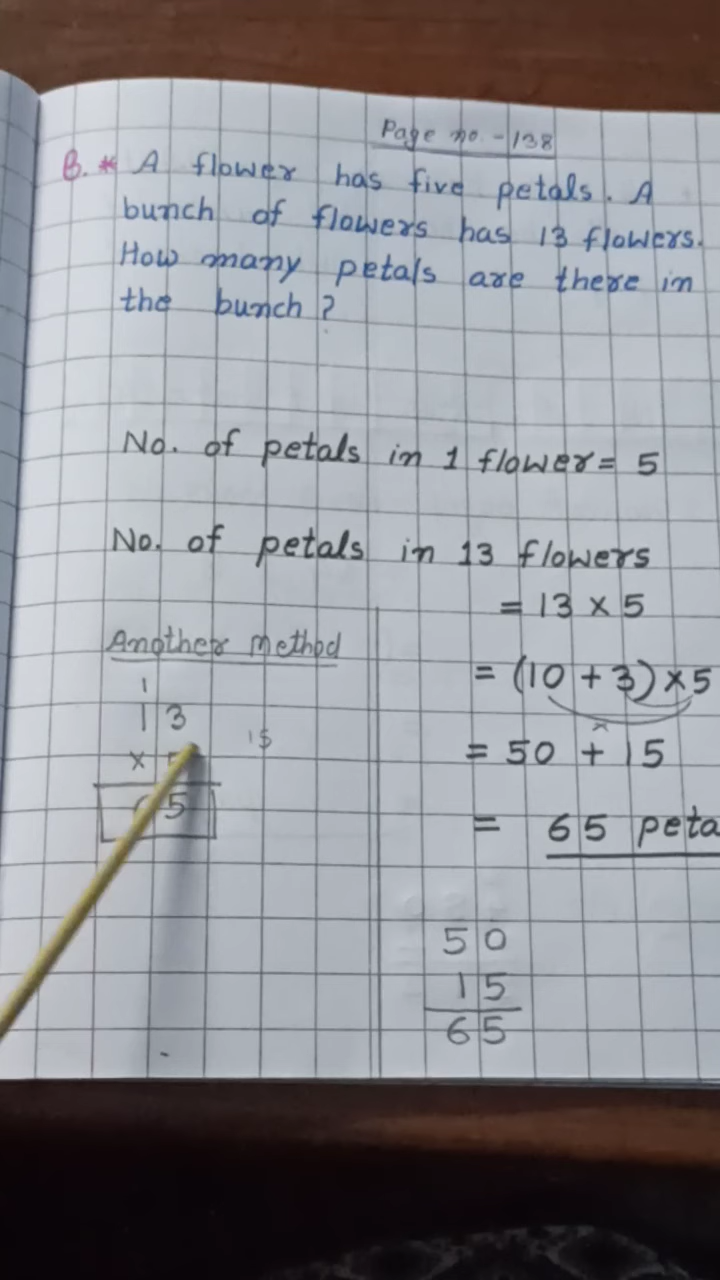 Page no. - 138
B. * A flower has five petals. A
bunch of flowers has 13 flowers.
How many petals are there in
the bunch?
No. of petals in 1 flower = 5
No. of petals in 13 flowers
= 13 × 5
= (10 + 3) × 5
= 50 + 15
= 65 peta
Another method
1
13
15
×
5
50
15
65